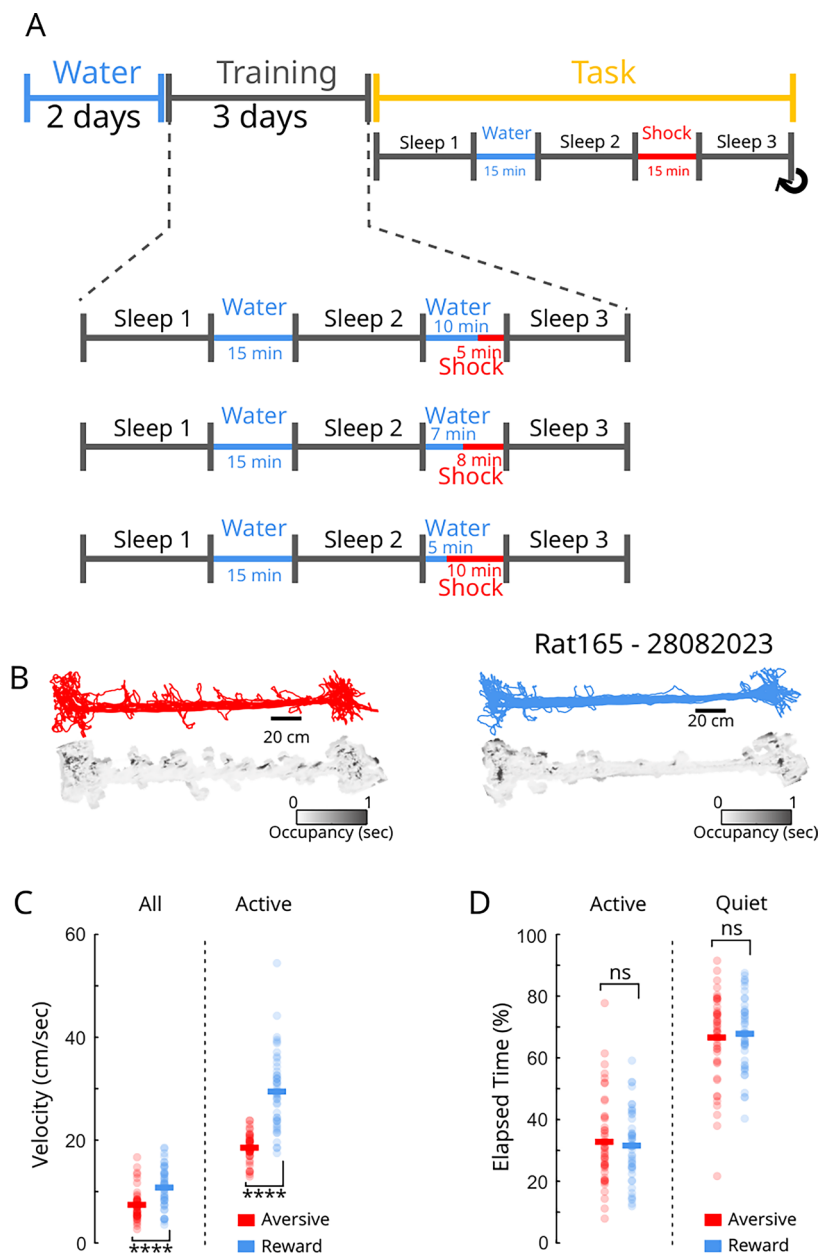 A
Water Training Task
2 days 3 days
Sleep 1 Water Sleep 2 Shock Sleep 3
15 min 15 min
Water Water
Sleep 1 Sleep 2 10 min Sleep 3
15 min 5 min
Shock
Water Water
Sleep 1 Sleep 2 7 min Sleep 3
15 min 8 min
Shock
Water Water
Sleep 1 Sleep 2 5 min Sleep 3
15 min 10 min
Shock
Rat165 - 28082023
B
20 cm 20 cm
0 1 0 1
Occupancy (sec) Occupancy (sec)
C
All Active
60
40
20
0
Velocity (cm/sec)
****
****
Aversive
Reward
D
Active Quiet
ns
ns
100
80
60
40
20
0
Elapsed Time (%)
Aversive
Reward